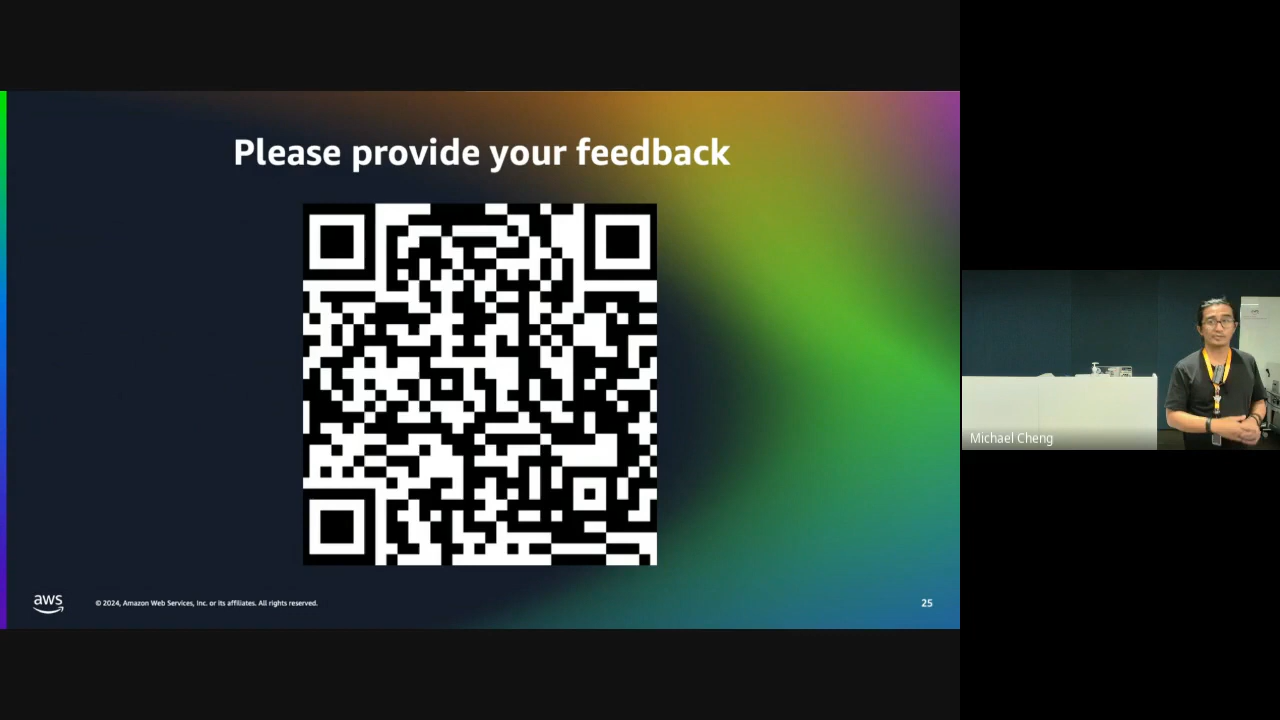 Please provide your feedback
aws
© 2024, Amazon Web Services, Inc. or its affiliates. All rights reserved.
25
Michael Cheng